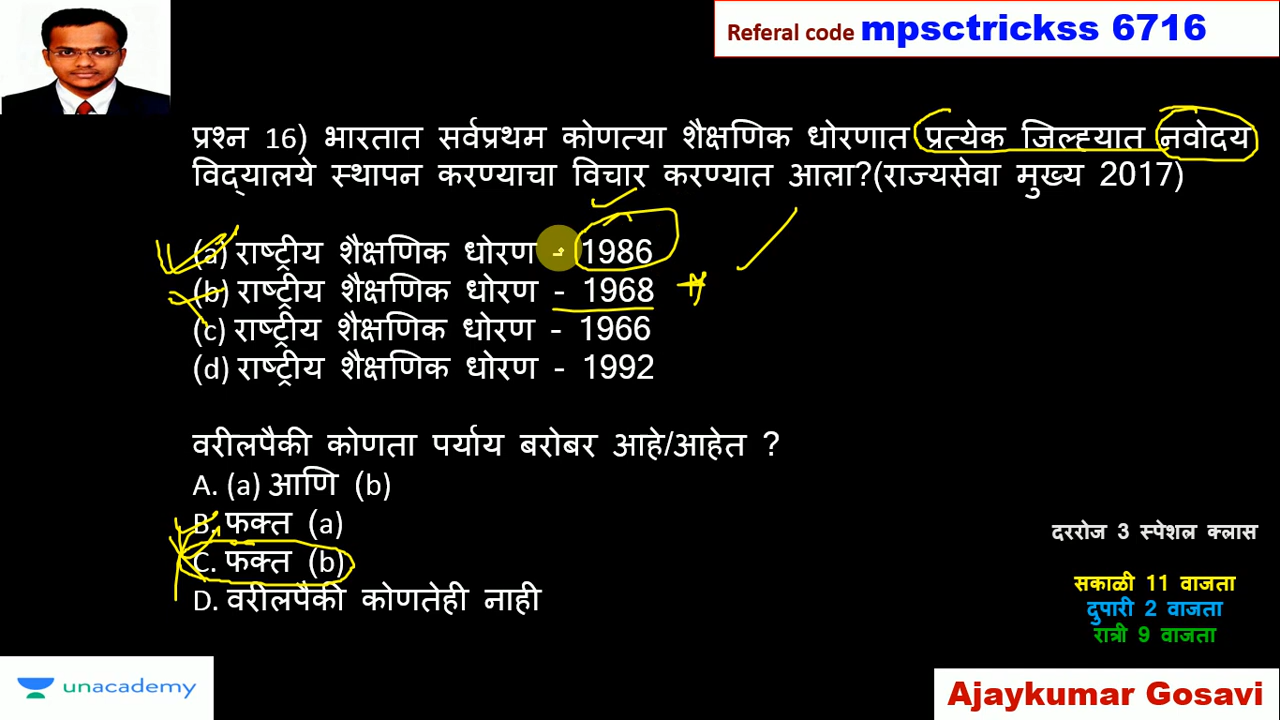 Referal code mpsctrickss 6716
प्रश्न 16) भारतात सर्वप्रथम कोणत्या शैक्षणिक धोरणात प्रत्येक जिल्ह्यात नवोदय
विद्यालये स्थापन करण्याचा विचार करण्यात आला?(राज्यसेवा मुख्य 2017)
(a) राष्ट्रीय शैक्षणिक धोरण - 1986
(b) राष्ट्रीय शैक्षणिक धोरण - 1968
(c) राष्ट्रीय शैक्षणिक धोरण - 1966
(d) राष्ट्रीय शैक्षणिक धोरण - 1992
वरीलपैकी कोणता पर्याय बरोबर आहे/आहेत ?
A. (a) आणि (b)
B. फक्त (a)
C. फक्त (b)
D. वरीलपैकी कोणतेही नाही
दररोज 3 स्पेशल क्लास
सकाळी 11 वाजता
दुपारी 2 वाजता
रात्री 9 वाजता
unacademy
Ajaykumar Gosavi